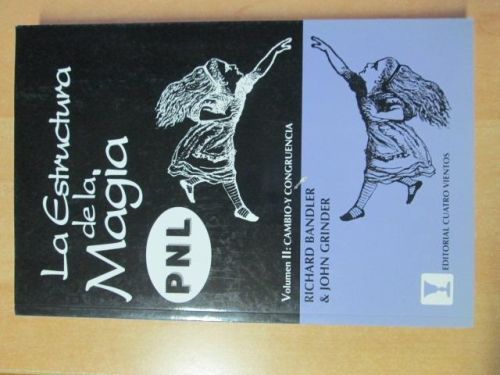 La Estructura
de la
Magia
PNL
Volumen II: CAMBIO Y CONGRUENCIA
RICHARD BANDLER
& JOHN GRINDER
EDITORIAL CUATRO VIENTOS